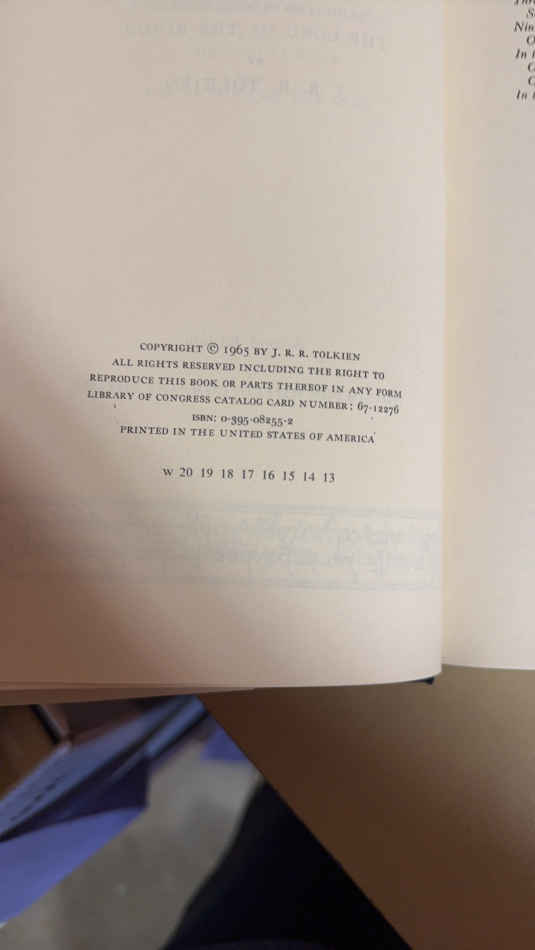 COPYRIGHT © 1965 BY J. R. R. TOLKIEN
ALL RIGHTS RESERVED INCLUDING THE RIGHT TO
REPRODUCE THIS BOOK OR PARTS THEREOF IN ANY FORM
LIBRARY OF CONGRESS CATALOG CARD NUMBER: 67-12276
ISBN: 0-395-08255-2
PRINTED IN THE UNITED STATES OF AMERICA
W 20 19 18 17 16 15 14 13
In